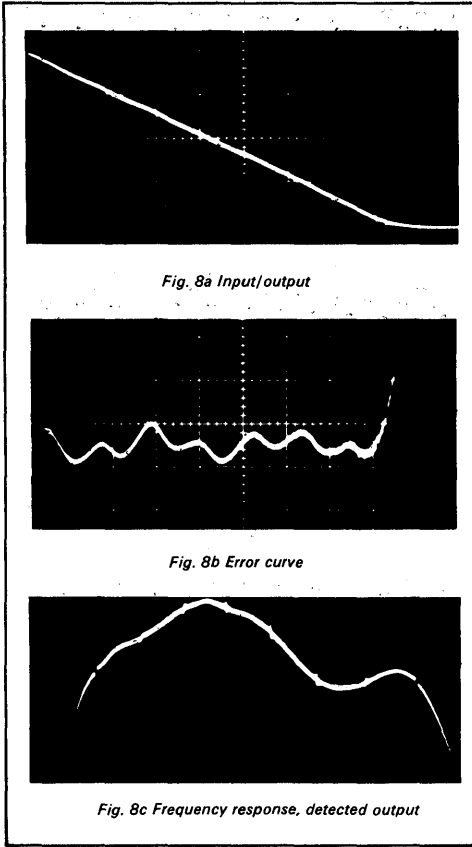 Fig. 8a Input/output
Fig. 8b Error curve
Fig. 8c Frequency response, detected output